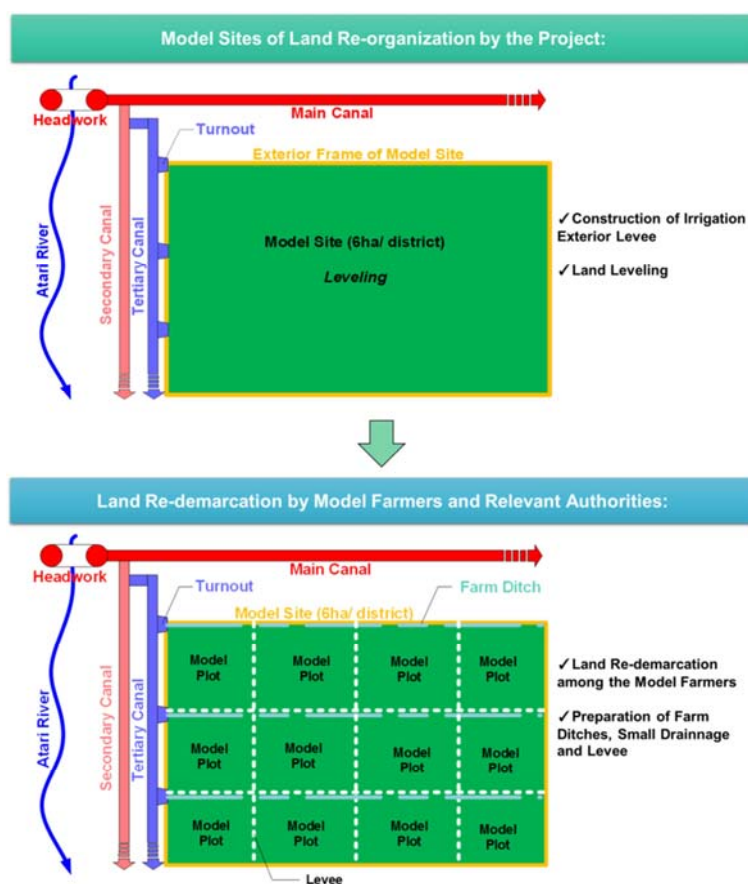 Model Sites of Land Re-organization by the Project:
Headwork
Main Canal
Turnout
Exterior Frame of Model Site
Atari River
Secondary Canal
Tertiary Canal
Model Site (6ha/ district)
Leveling
✓Construction of Irrigation
Exterior Levee
✓Land Leveling
Land Re-demarcation by Model Farmers and Relevant Authorities:
Headwork
Main Canal
Turnout
Farm Ditch
Model Site (6ha/ district)
Atari River
Secondary Canal
Tertiary Canal
Model
Plot
Model
Plot
Model
Plot
Model
Plot
Model
Plot
Model
Plot
Model
Plot
Model
Plot
Model
Plot
Model
Plot
Model
Plot
Model
Plot
Levee
✓Land Re-demarcation
among the Model Farmers
✓Preparation of Farm
Ditches, Small Drainnage
and Levee